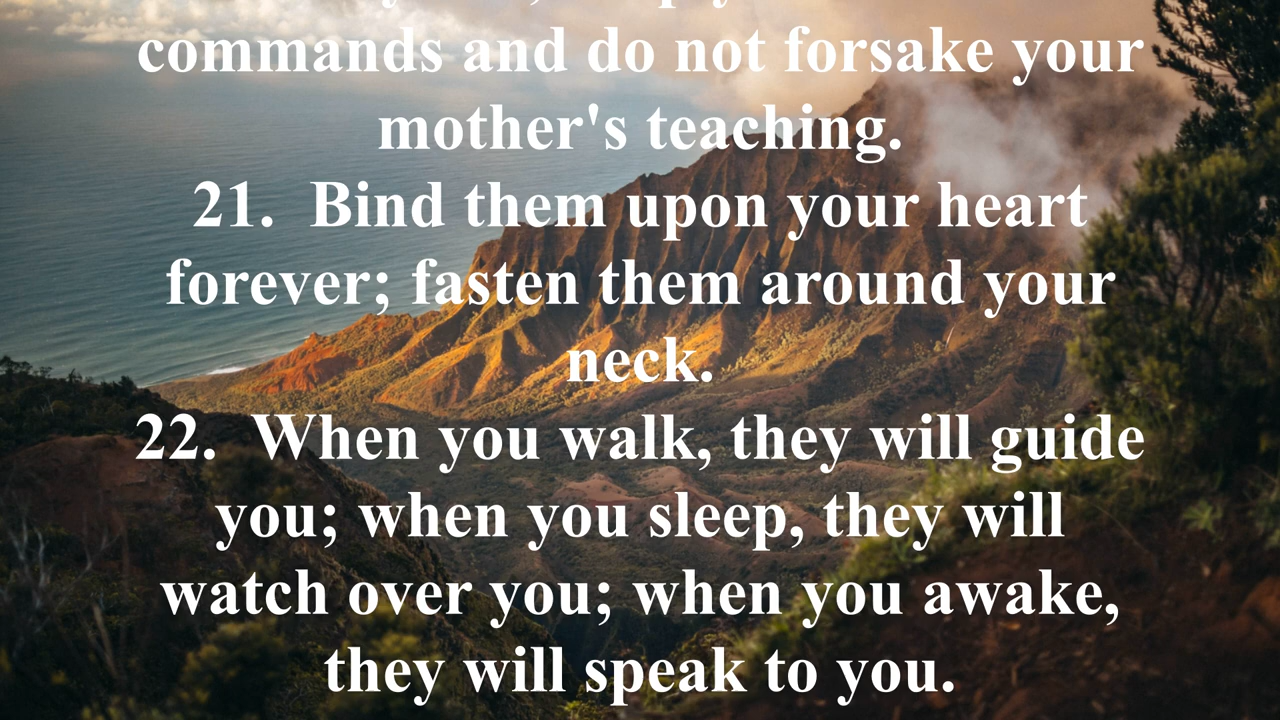 commands and do not forsake your
mother's teaching.
21. Bind them upon your heart
forever; fasten them around your
neck.
22. When you walk, they will guide
you; when you sleep, they will
watch over you; when you awake,
they will speak to you.